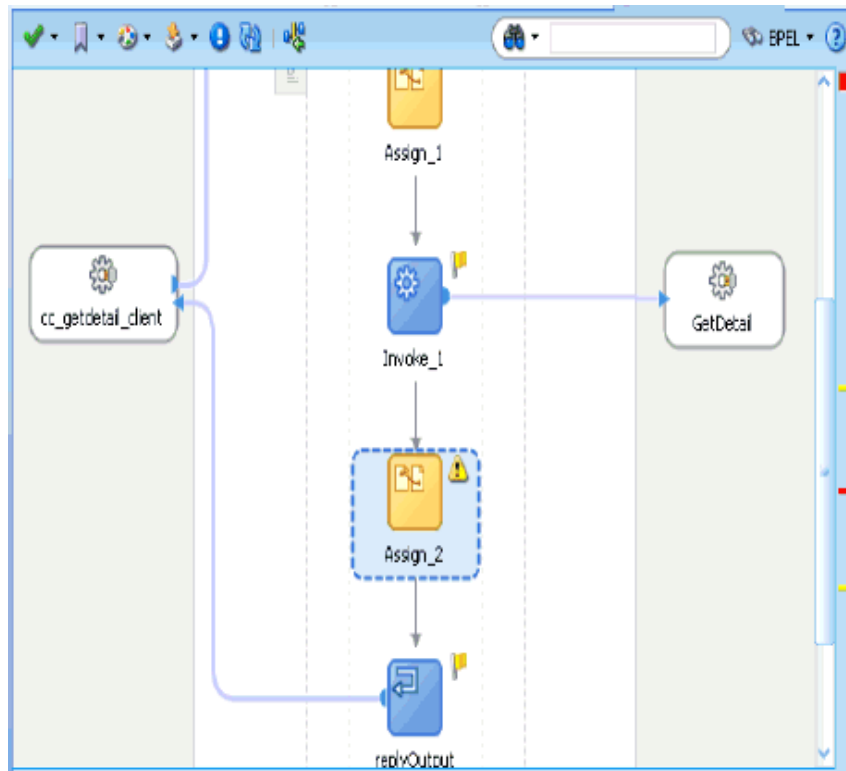 BPEL
Assign_1
cc_getdetail_client
GetDetail
Invoke_1
Assign_2
replyOutput